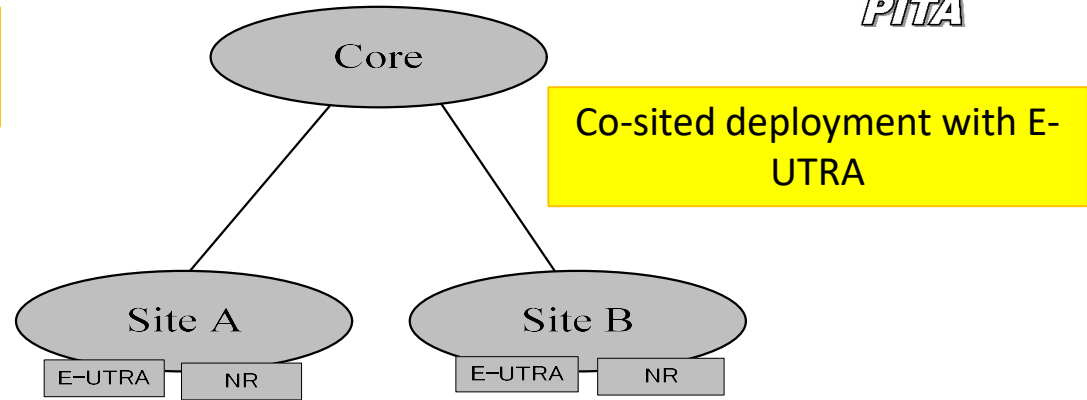 PITA
Core
Co-sited deployment with E-
UTRA
Site A
Site B
E-UTRA
NR
E-UTRA
NR